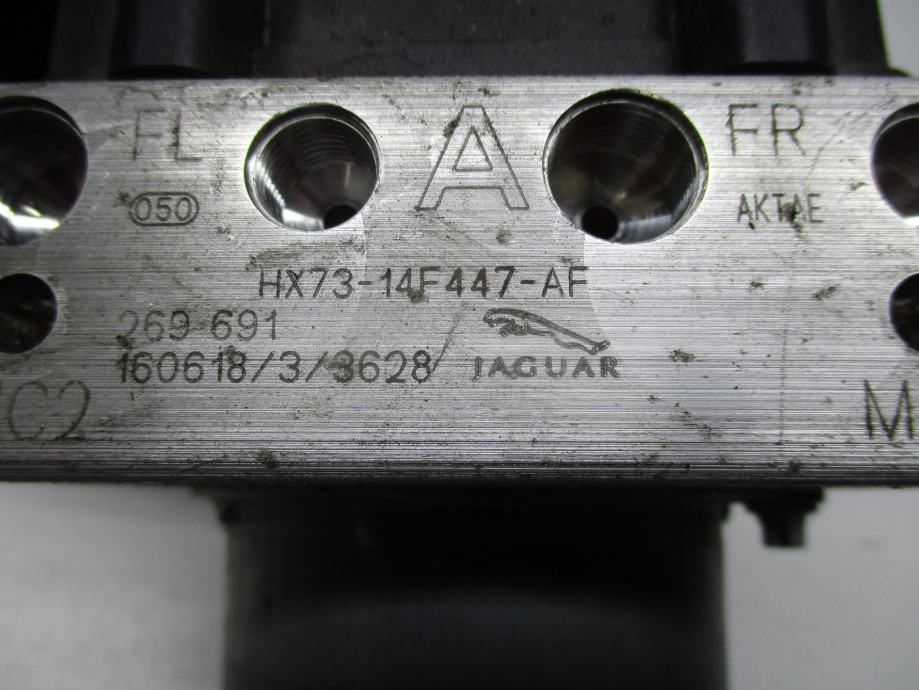 FL A FR
050 AKTAE
HX73-14F447-AF
269 691
160618/3/3628 JAGUAR
C2 M